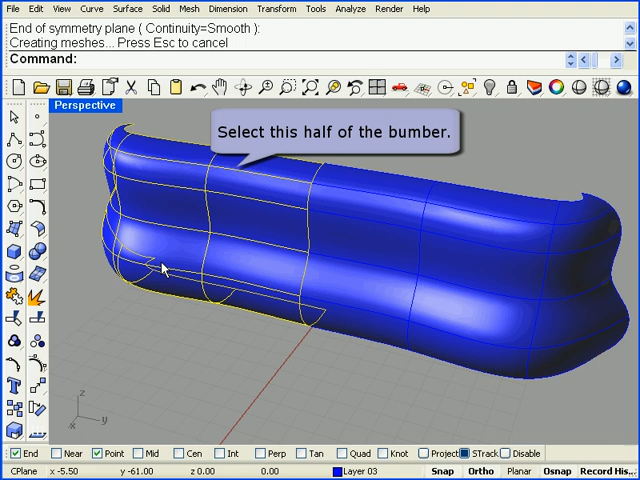 File Edit View Curve Surface Solid Mesh Dimension Transform Tools Analyze Render Help
End of symmetry plane ( Continuity=Smooth ):
Creating meshes... Press Esc to cancel
Command:
Perspective
Select this half of the bumber.
z
x y
End Near Point Mid Cen Int Perp Tan Quad Knot Project STrack Disable
CPlane x -5.50 y -61.00 z 0.00 0.00 Layer 03 Snap Ortho Planar Osnap Record His...